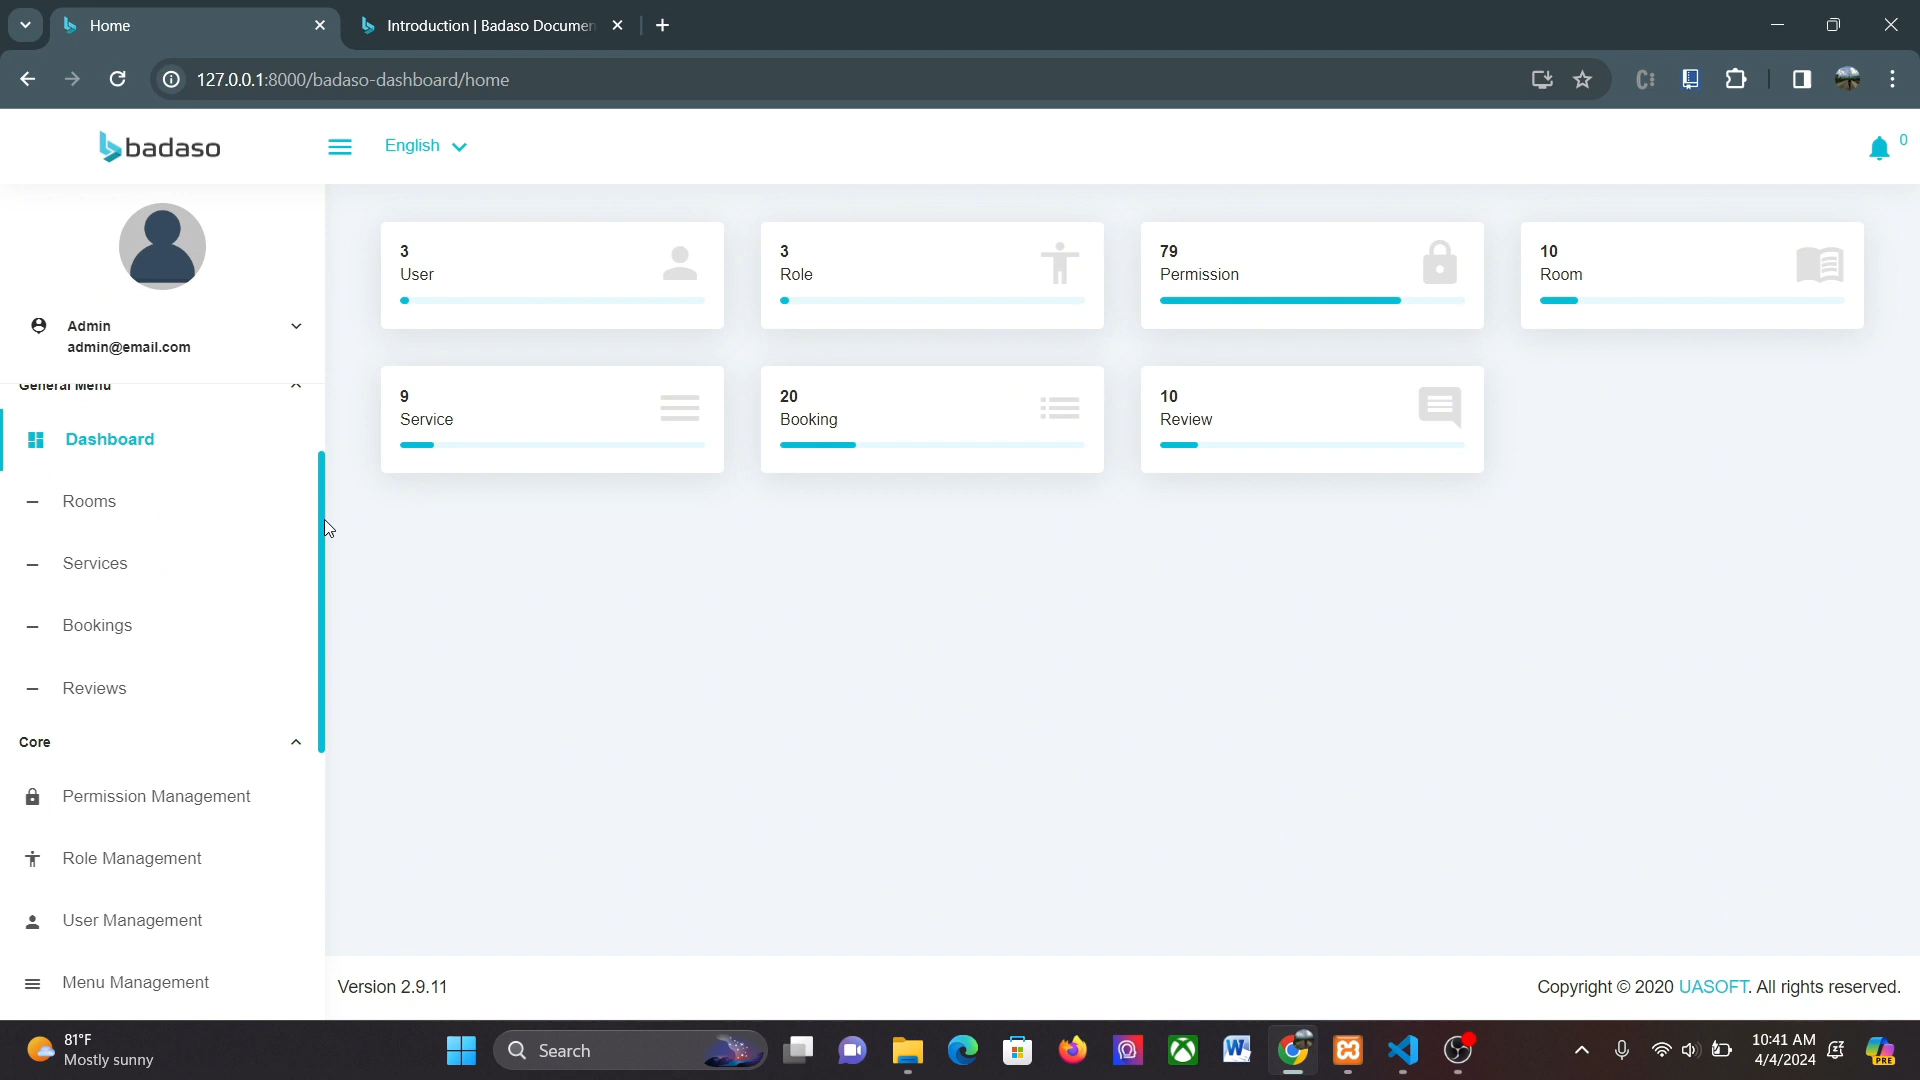 Home
Introduction | Badaso Documen
127.0.0.1:8000/badaso-dashboard/home
badaso
English
0
Admin
admin@email.com
General Menu
Dashboard
Rooms
Services
Bookings
Reviews
Core
Permission Management
Role Management
User Management
Menu Management
3
User
3
Role
79
Permission
10
Room
9
Service
20
Booking
10
Review
Version 2.9.11
Copyright © 2020 UASOFT. All rights reserved.
81°F
Mostly sunny
Search
10:41 AM
4/4/2024
PRE